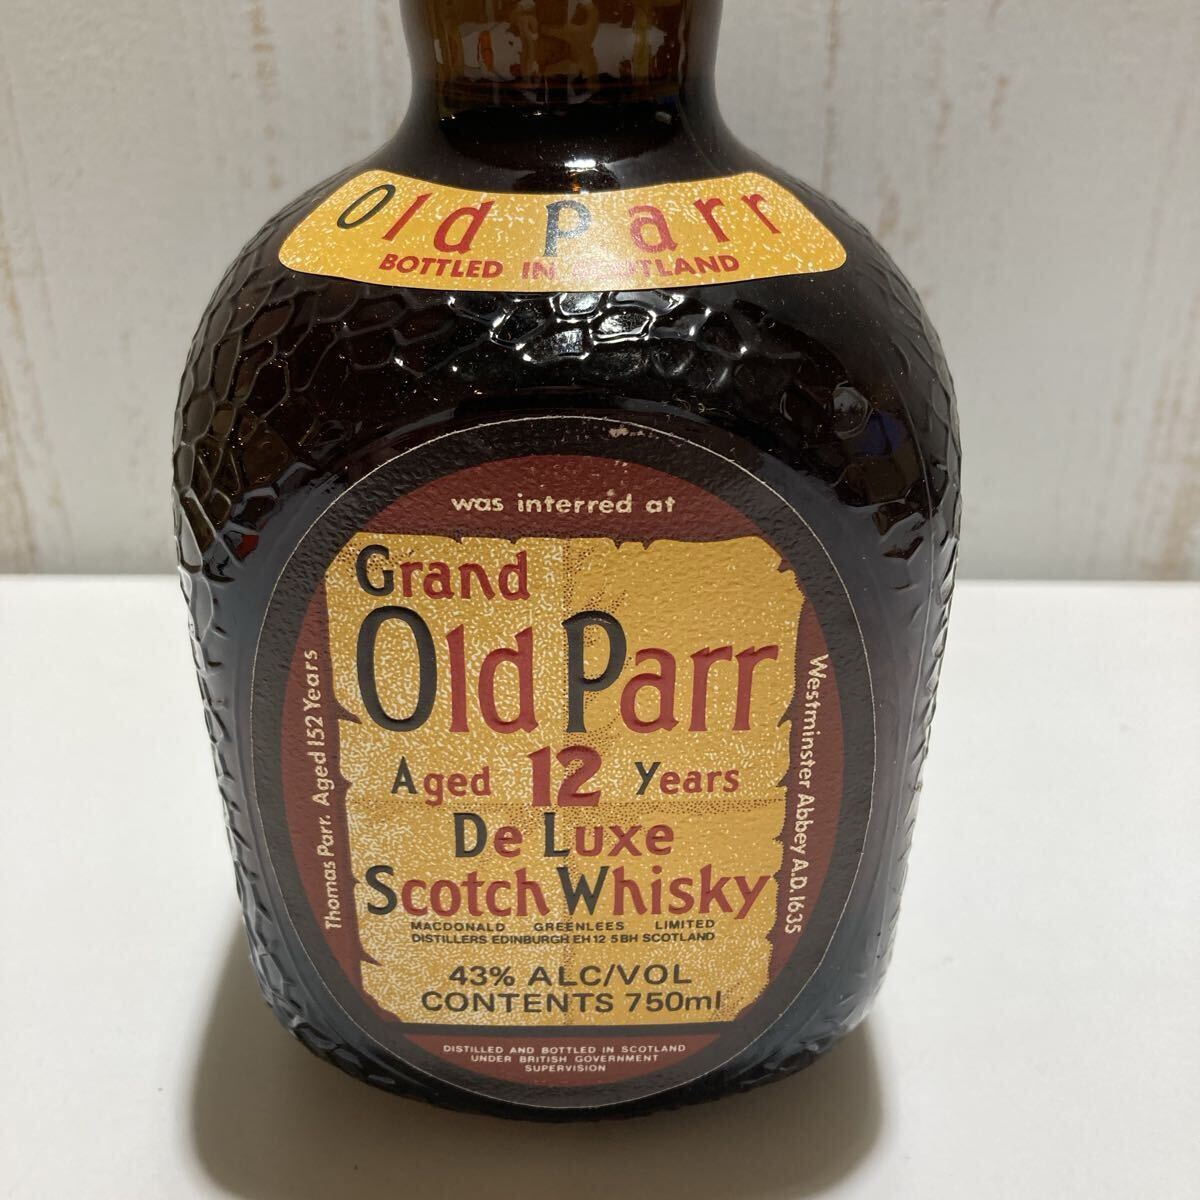 Old Parr
BOTTLED IN SCOTLAND
was interred at
Grand
Old Parr
Aged 12 Years
De Luxe
Scotch Whisky
MACDONALD GREENLEES LIMITED
DISTILLERS EDINBURGH EH12 5BH SCOTLAND
43% ALC/VOL
CONTENTS 750ml
Thomas Parr. Aged 152 Years
Westminster Abbey A.D. 1635
DISTILLED AND BOTTLED IN SCOTLAND
UNDER BRITISH GOVERNMENT
SUPERVISION